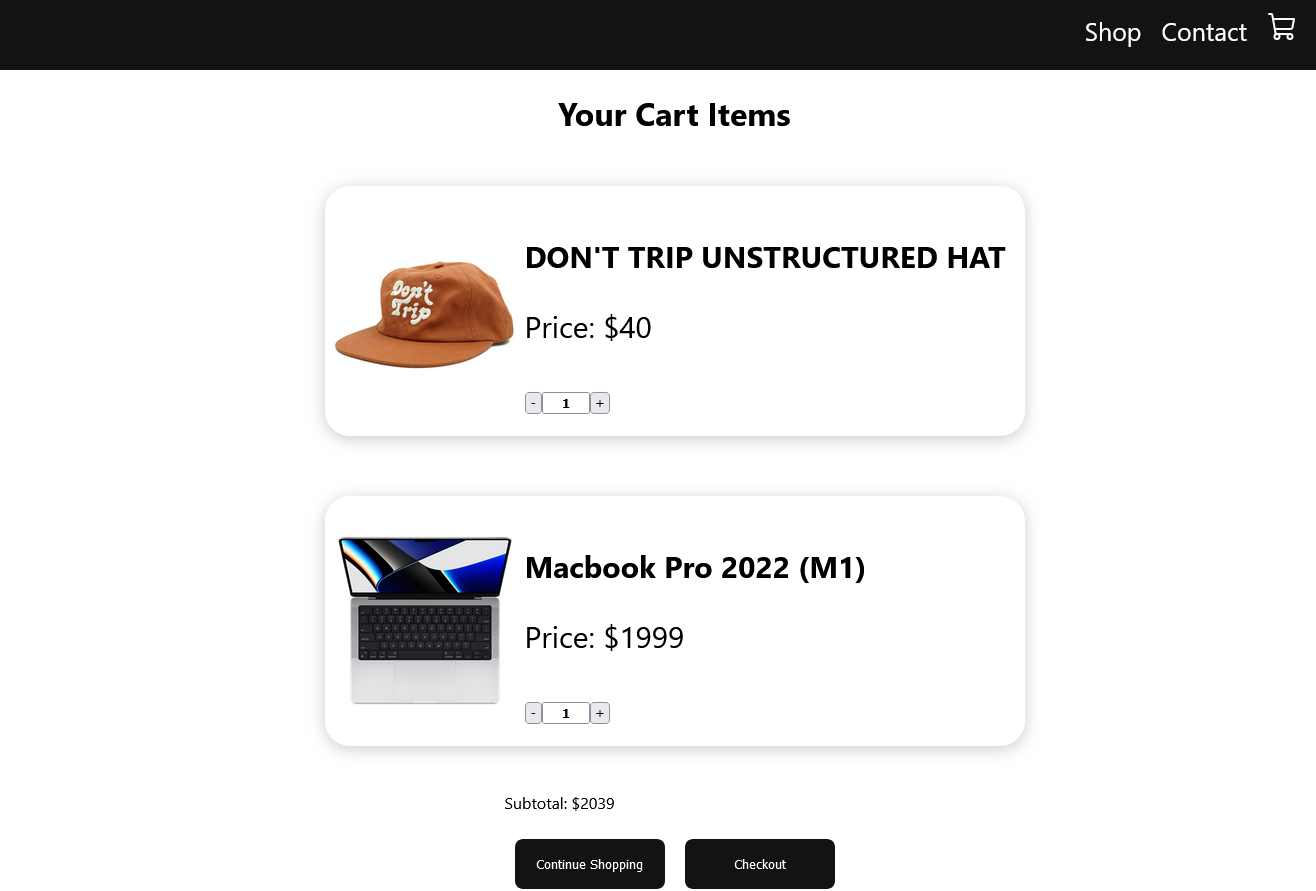 Shop Contact
Your Cart Items
DON'T TRIP UNSTRUCTURED HAT
Don't
Trip
Price: $40
- 1 +
Macbook Pro 2022 (M1)
Price: $1999
- 1 +
Subtotal: $2039
Continue Shopping Checkout